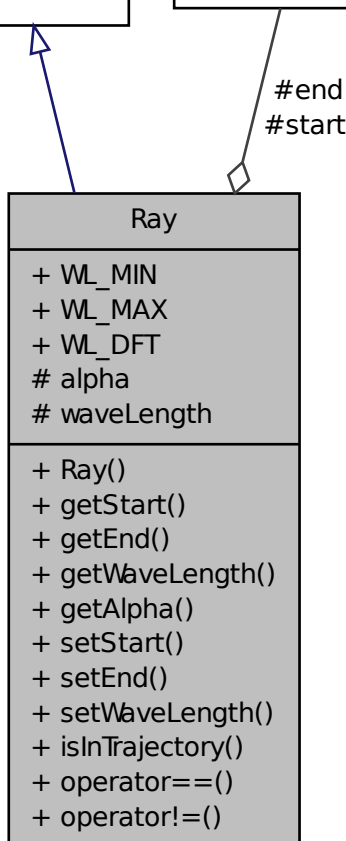 #end
#start
Ray
+ WL_MIN
+ WL_MAX
+ WL_DFT
# alpha
# waveLength
+ Ray()
+ getStart()
+ getEnd()
+ getWaveLength()
+ getAlpha()
+ setStart()
+ setEnd()
+ setWaveLength()
+ isInTrajectory()
+ operator==()
+ operator!=()